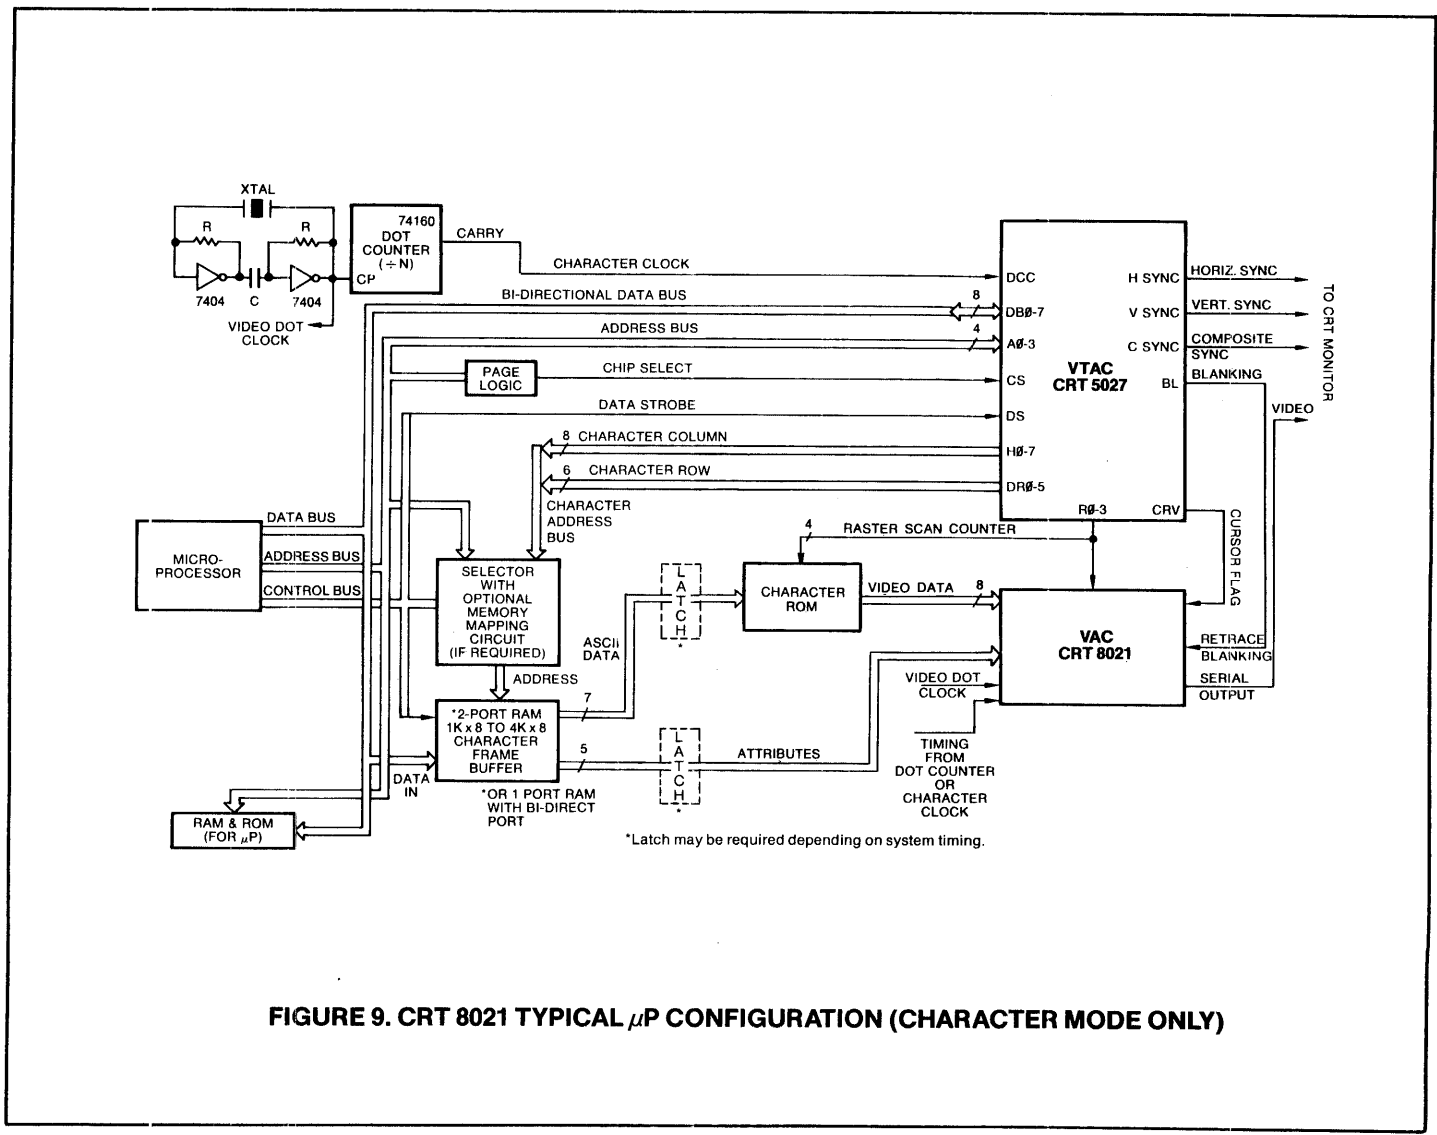 XTAL
R
R
7404
C
7404
VIDEO DOT
CLOCK
74160
DOT
COUNTER
(÷N)
CP
CARRY
CHARACTER CLOCK
BI-DIRECTIONAL DATA BUS
8
ADDRESS BUS
4
PAGE
LOGIC
CHIP SELECT
DATA STROBE
8 CHARACTER COLUMN
6 CHARACTER ROW
CHARACTER
ADDRESS
BUS
DCC
DBØ-7
AØ-3
CS
DS
HØ-7
DRØ-5
VTAC
CRT 5027
H SYNC
V SYNC
C SYNC
BL
RØ-3
CRV
HORIZ. SYNC
VERT. SYNC
COMPOSITE
SYNC
BLANKING
VIDEO
TO CRT MONITOR
CURSOR FLAG
MICRO-
PROCESSOR
DATA BUS
ADDRESS BUS
CONTROL BUS
SELECTOR
WITH
OPTIONAL
MEMORY
MAPPING
CIRCUIT
(IF REQUIRED)
ADDRESS
*2-PORT RAM
1K x 8 TO 4K x 8
CHARACTER
FRAME
BUFFER
DATA
IN
*OR 1 PORT RAM
WITH BI-DIRECT
PORT
RAM & ROM
(FOR µP)
ASCII
DATA
7
5
LATCH
*
LATCH
*
4
RASTER SCAN COUNTER
CHARACTER
ROM
VIDEO DATA
8
ATTRIBUTES
VAC
CRT 8021
VIDEO DOT
CLOCK
TIMING
FROM
DOT COUNTER
OR
CHARACTER
CLOCK
RETRACE
BLANKING
SERIAL
OUTPUT
*Latch may be required depending on system timing.
FIGURE 9. CRT 8021 TYPICAL µP CONFIGURATION (CHARACTER MODE ONLY)